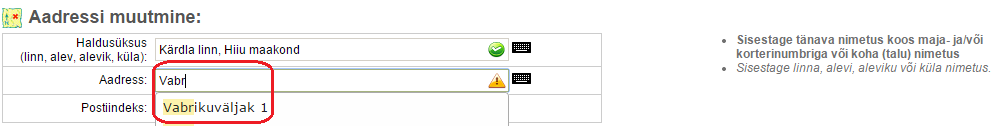 Aadressi muutmine:
Haldusüksus
(linn, alev, alevik, küla):
Kärdla linn, Hiiu maakond
Aadress:
Vabr
Postiindeks:
Vabrikuväljak 1
• Sisestage tänava nimetus koos maja- ja/või
korterinumbriga või koha (talu) nimetus
• Sisestage linna, alevi, aleviku või küla nimetus.